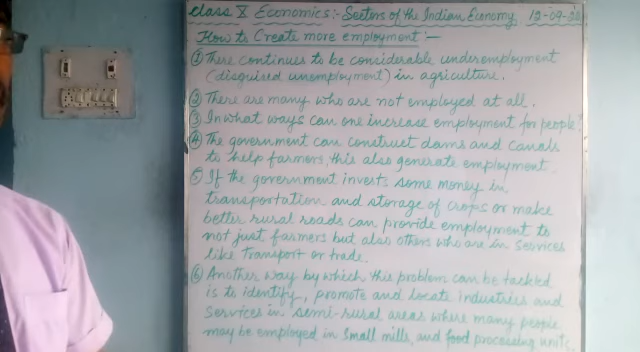 Class X Economics:- Sectors of the Indian Economy 12-09-22
How to Create more employment:-
① There continues to be considerable underemployment
(disguised unemployment) in agriculture.
② There are many who are not employed at all.
③ In what ways can one increase employment for people?
④ The government can construct dams and canals
to help farmers, this also generate employment.
⑤ If the government invests some money in
transportation and storage of crops or make
better rural roads can provide employment to
not just farmers but also others who are in services
like transport or trade.
⑥ Another way by which this problem can be tackled
is to identify, promote and locate industries and
services in semi-rural areas where many people
may be employed in small mills, and food processing units.